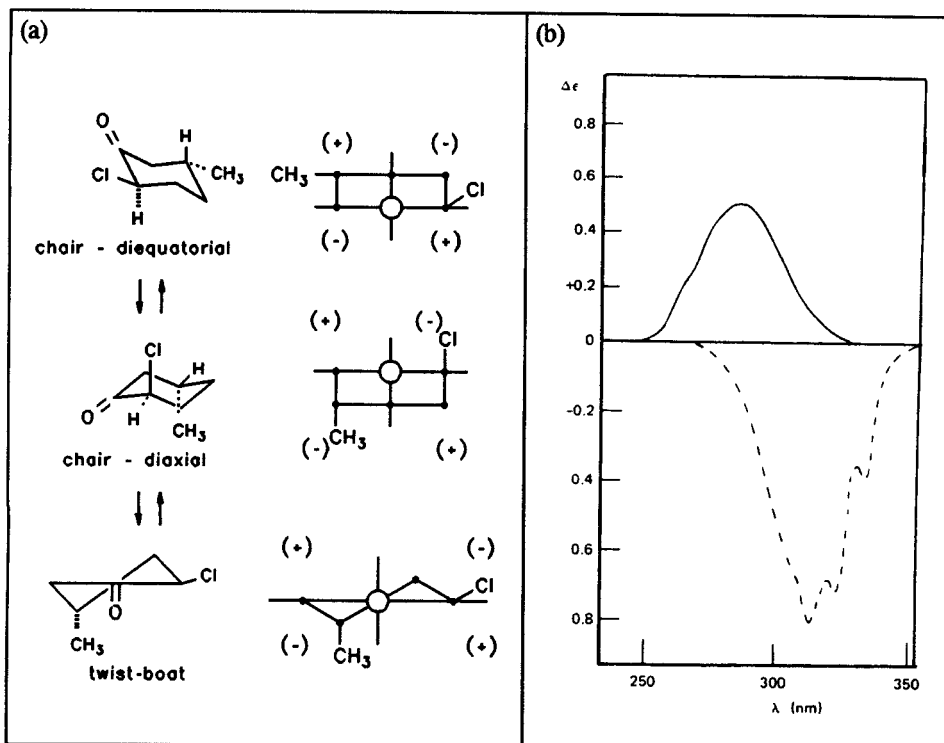 (a)
O
H
Cl
CH₃
H
chair - diequatorial
(+) (-)
CH₃
Cl
(-) (+)
Cl
H
O
H
CH₃
chair - diaxial
(+) (-)
Cl
CH₃
(-) (+)
Cl
O
CH₃
twist-boat
(+) (-)
Cl
(-) CH₃ (+)
(b)
Δε
0.8
0.6
0.4
+0.2
0
-0.2
0.4
0.6
0.8
250 300 350
λ (nm)